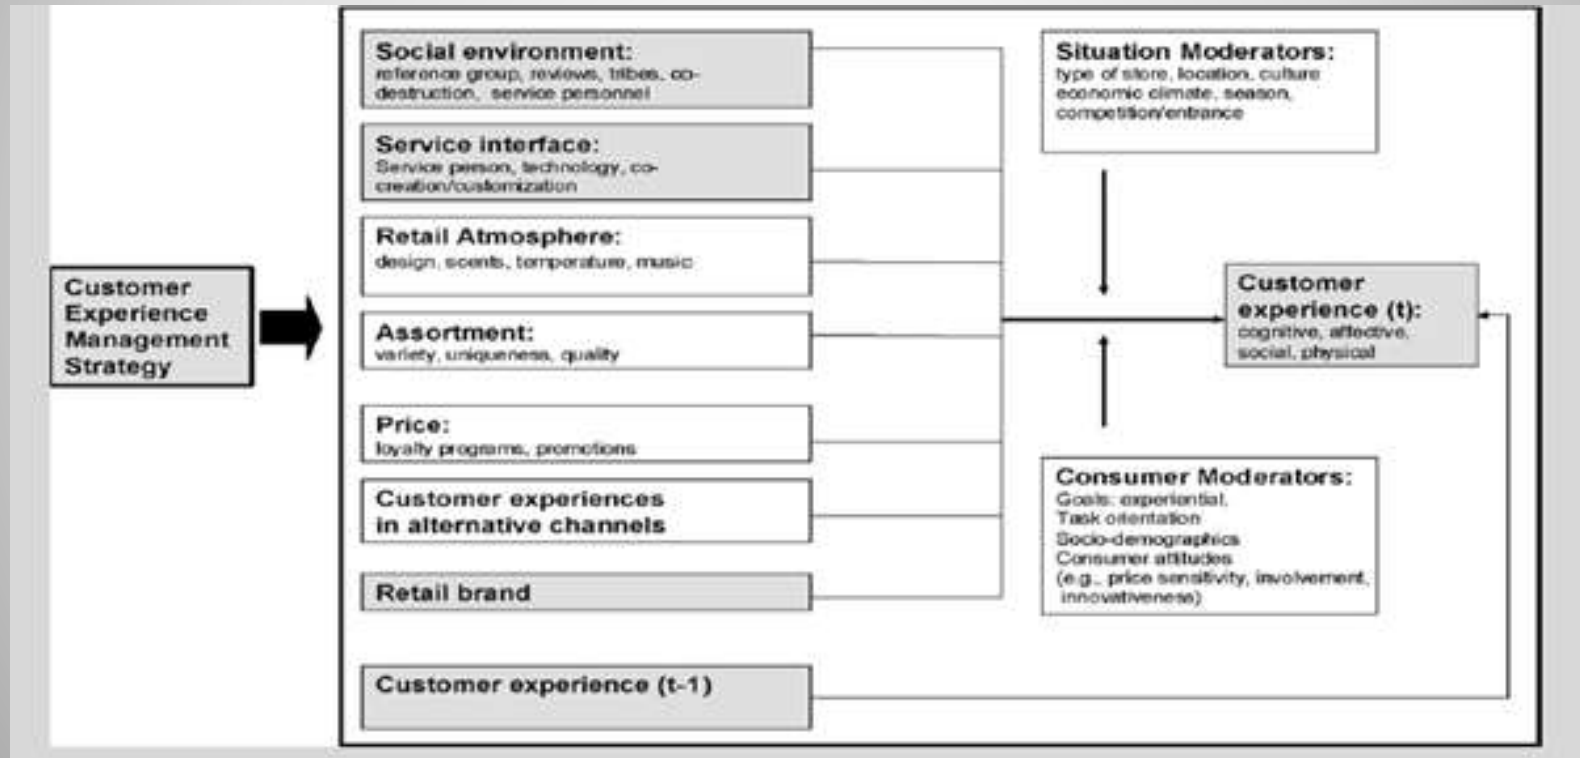 Customer
Experience
Management
Strategy
Social environment:
reference group, reviews, tribes, co-
destruction, service personnel
Service interface:
Service person, technology, co-
creation/customization
Retail Atmosphere:
design, scents, temperature, music
Assortment:
variety, uniqueness, quality
Price:
loyalty programs, promotions
Customer experiences
in alternative channels
Retail brand
Customer experience (t-1)
Situation Moderators:
type of store, location, culture
economic climate, season,
competition/entrance
Customer
experience (t):
cognitive, affective,
social, physical
Consumer Moderators:
Goals: experiential,
Task orientation
Socio-demographics
Consumer attitudes
(e.g., price sensitivity, involvement,
innovativeness)